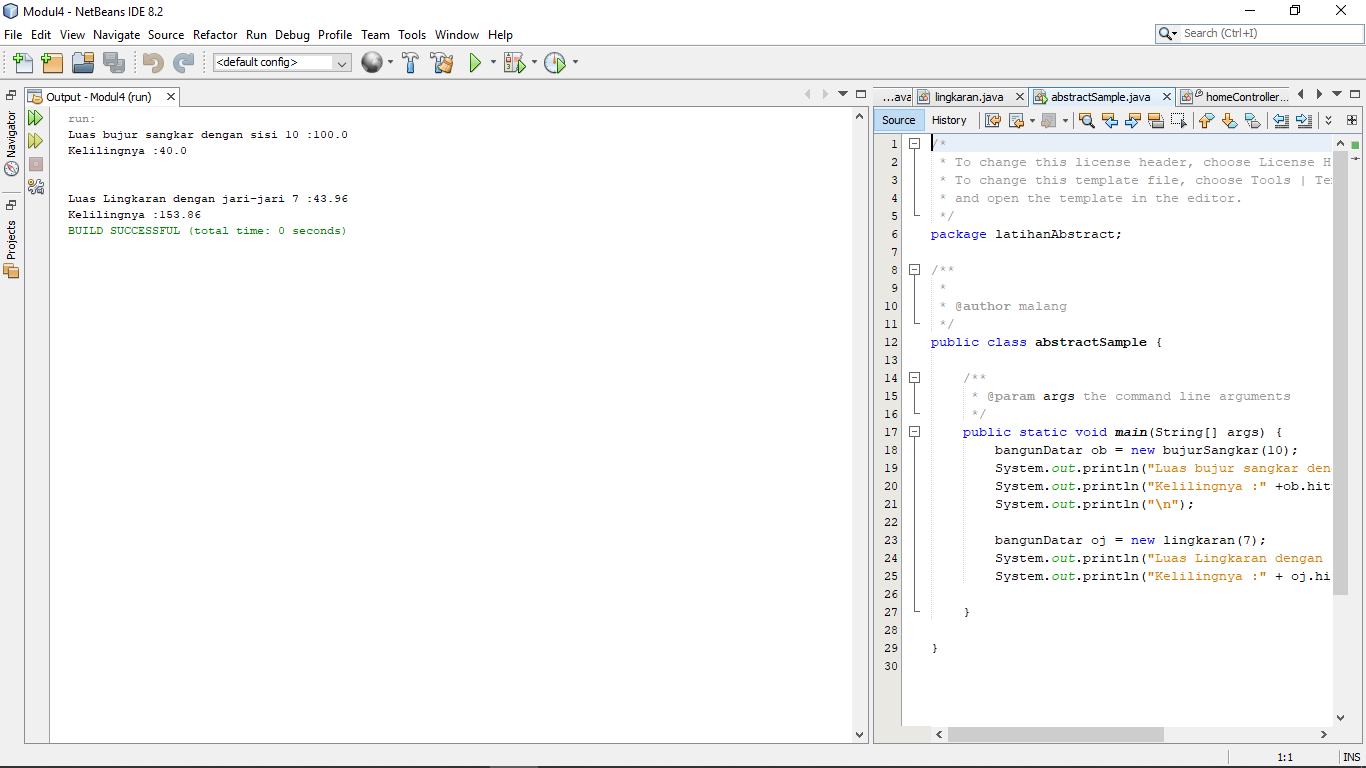 Modul4 - NetBeans IDE 8.2
File Edit View Navigate Source Refactor Run Debug Profile Team Tools Window Help
Search (Ctrl+I)
<default config>
Output - Modul4 (run)
run:
Luas bujur sangkar dengan sisi 10 :100.0
Kelilingnya :40.0
Luas Lingkaran dengan jari-jari 7 :43.96
Kelilingnya :153.86
BUILD SUCCESSFUL (total time: 0 seconds)
Navigator
Projects
...ava lingkaran.java abstractSample.java homeController...
Source History
1 /*
2 * To change this license header, choose License H
3 * To change this template file, choose Tools | Te
4 * and open the template in the editor.
5 */
6 package latihanAbstract;
7
8 /**
9 *
10 * @author malang
11 */
12 public class abstractSample {
13
14 /**
15 * @param args the command line arguments
16 */
17 public static void main(String[] args) {
18 bangunDatar ob = new bujurSangkar(10);
19 System.out.println("Luas bujur sangkar den
20 System.out.println("Kelilingnya :" +ob.hit
21 System.out.println("\n");
22
23 bangunDatar oj = new lingkaran(7);
24 System.out.println("Luas Lingkaran dengan
25 System.out.println("Kelilingnya :" + oj.hi
26
27 }
28
29 }
30
1:1 INS